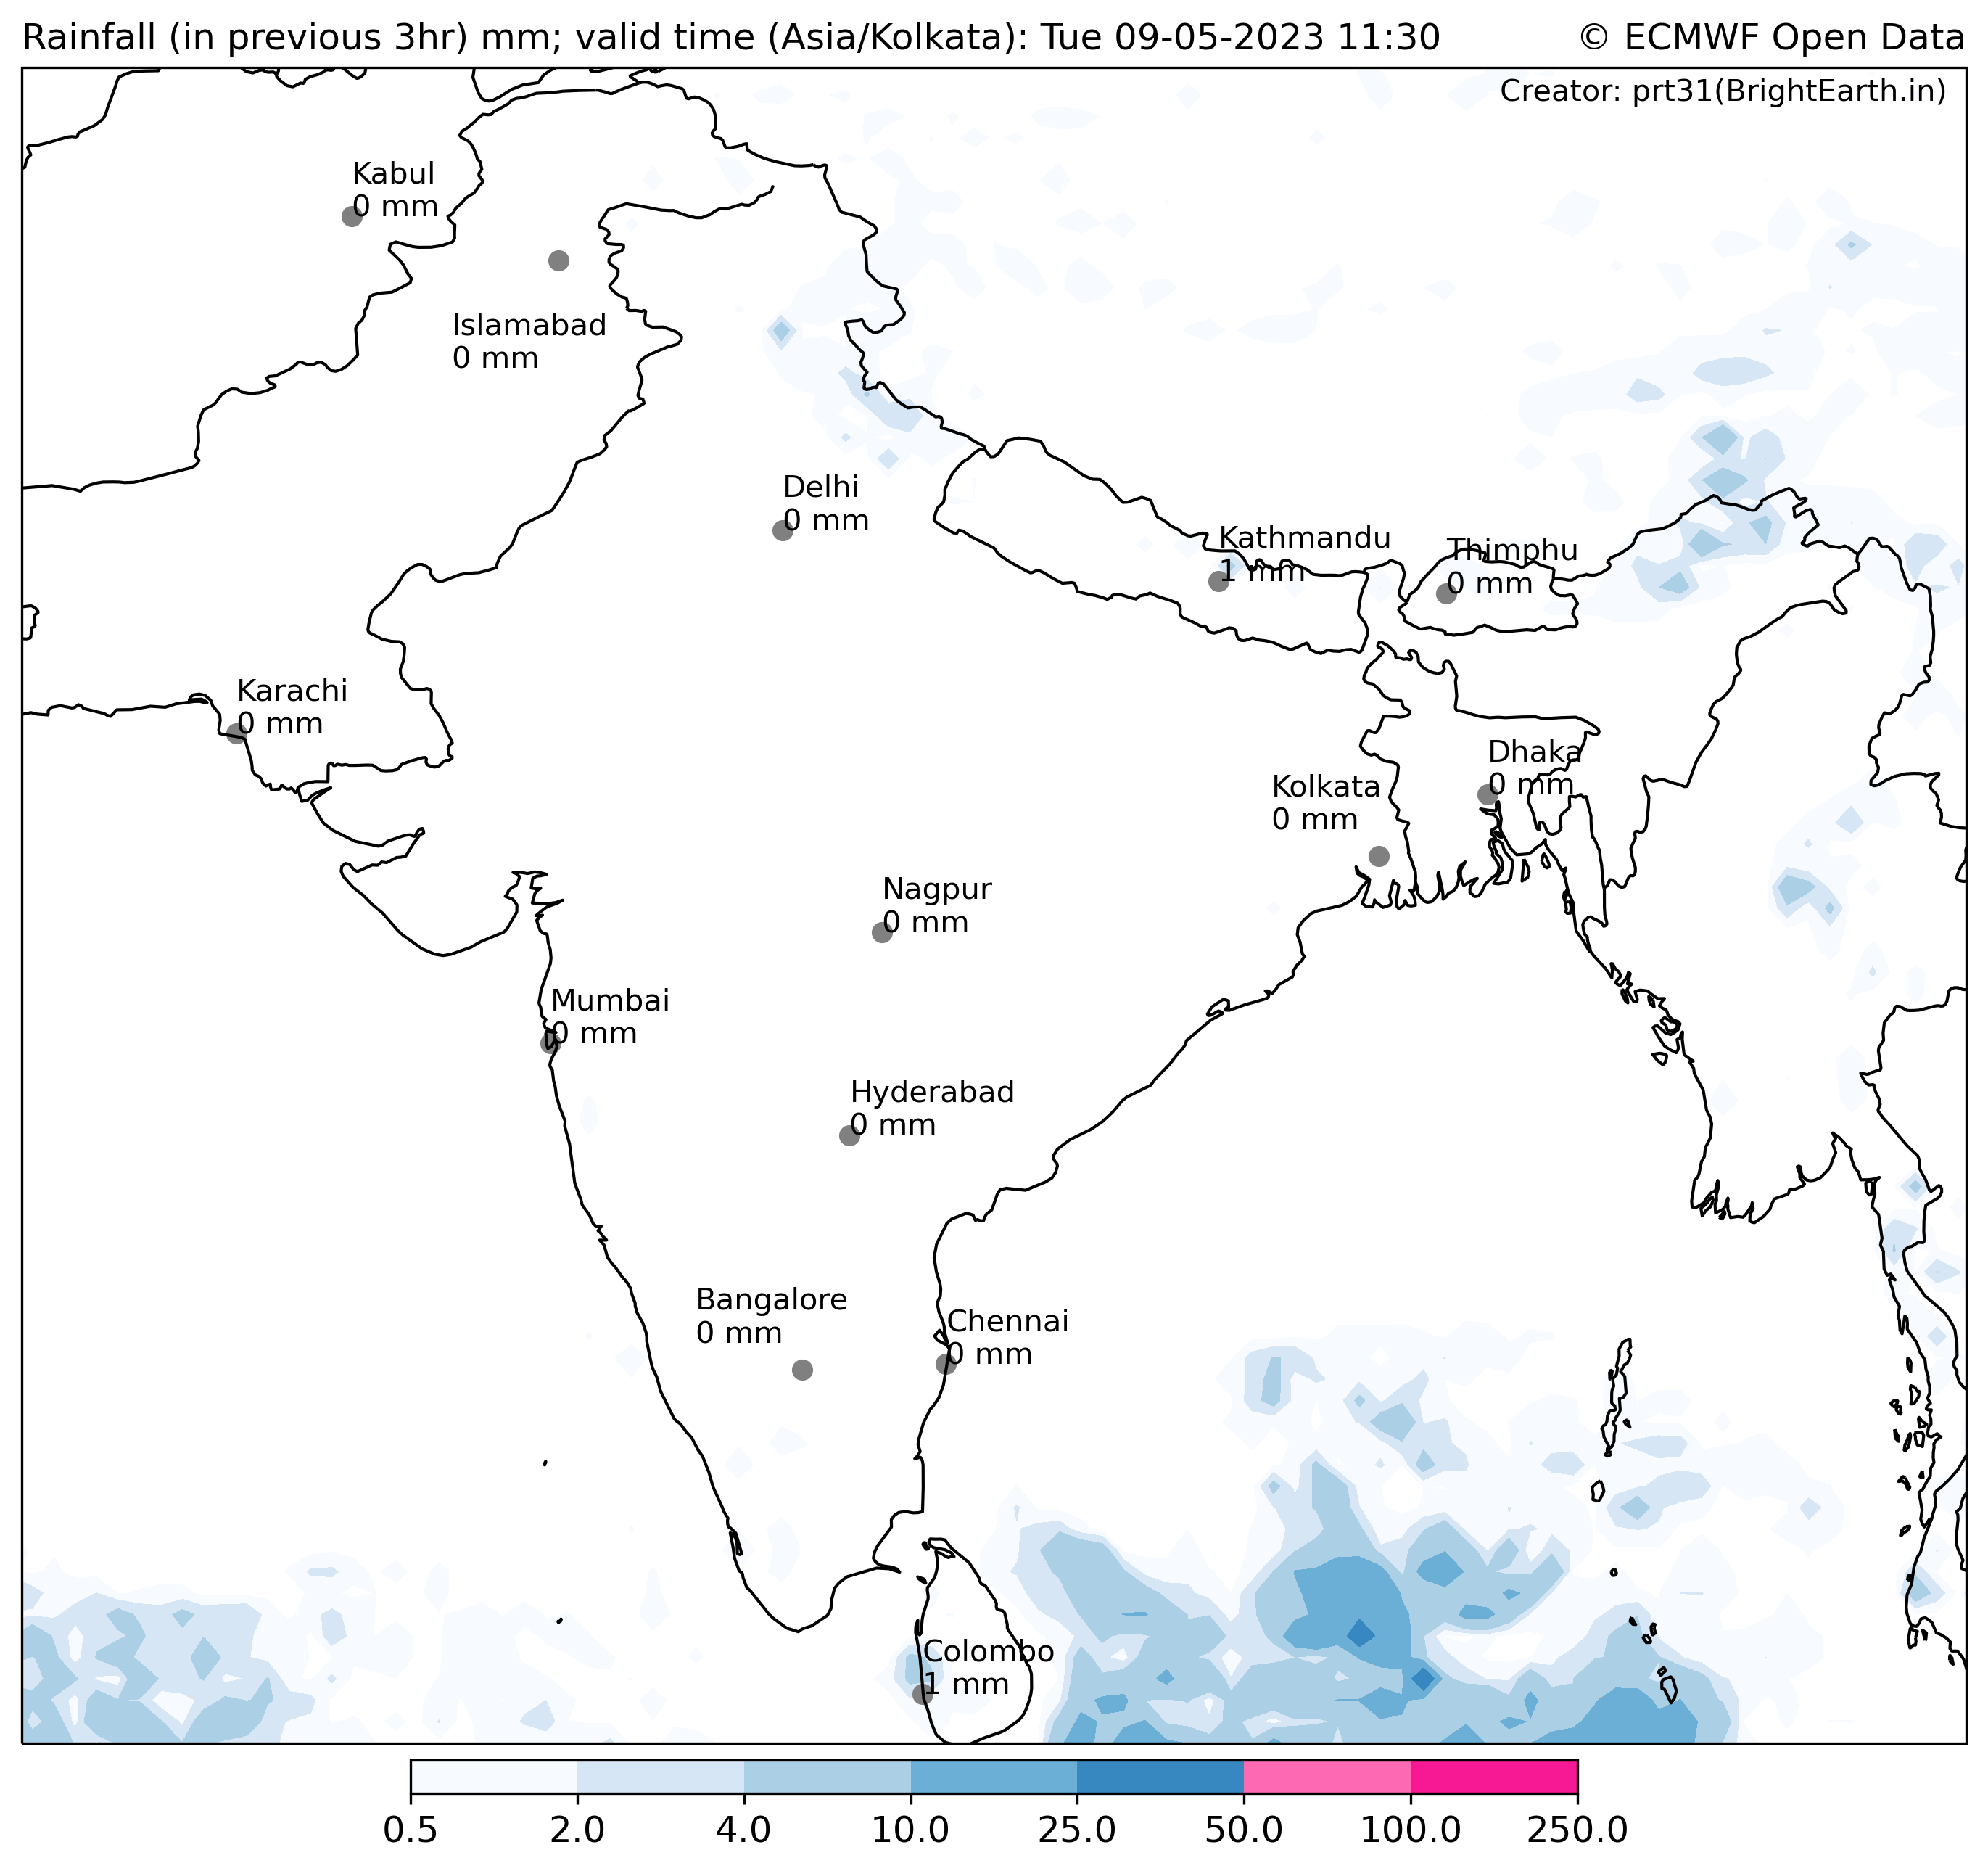 Rainfall (in previous 3hr) mm; valid time (Asia/Kolkata): Tue 09-05-2023 11:30
© ECMWF Open Data
Creator: prt31(BrightEarth.in)
Kabul
0 mm
Islamabad
0 mm
Delhi
0 mm
Kathmandu
1 mm
Thimphu
0 mm
Karachi
0 mm
Dhaka
0 mm
Kolkata
0 mm
Nagpur
0 mm
Mumbai
0 mm
Hyderabad
0 mm
Bangalore
0 mm
Chennai
0 mm
Colombo
1 mm
0.5 2.0 4.0 10.0 25.0 50.0 100.0 250.0